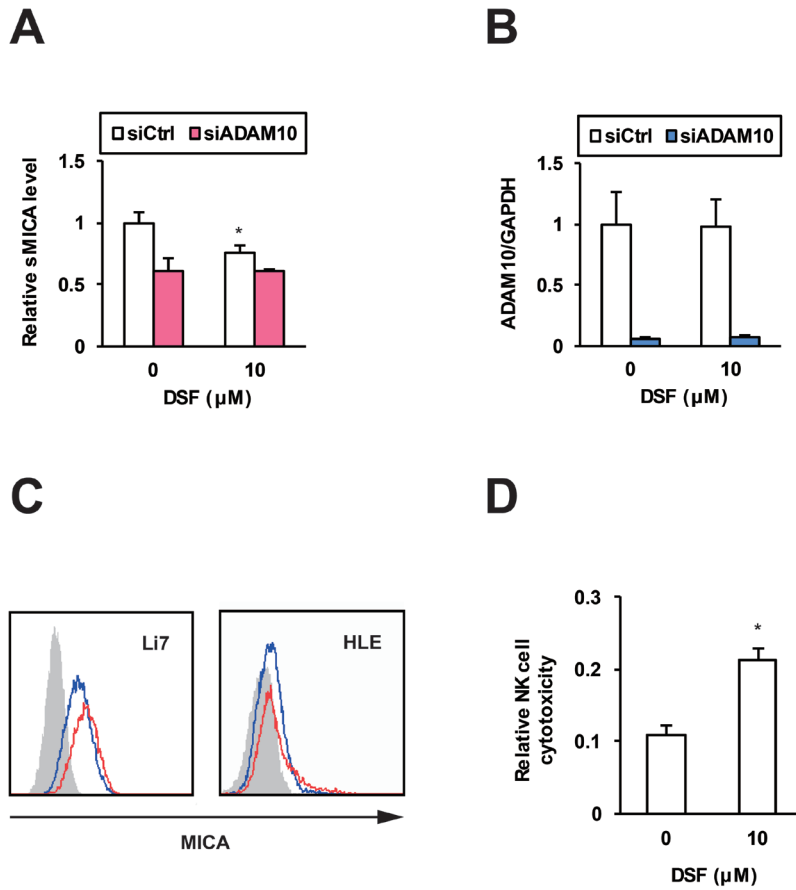 A
siCtrl siADAM10
Relative sMICA level
1.5
1
0.5
0
*
0 10
DSF (µM)
B
siCtrl siADAM10
ADAM10/GAPDH
1.5
1
0.5
0
0 10
DSF (µM)
C
Li7
HLE
MICA
D
Relative NK cell
cytotoxicity
0.3
0.2
0.1
0
*
0 10
DSF (µM)